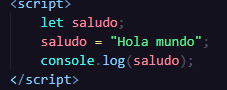 <script>
let saludo;
saludo = "Hola mundo";
console.log(saludo);
</script>